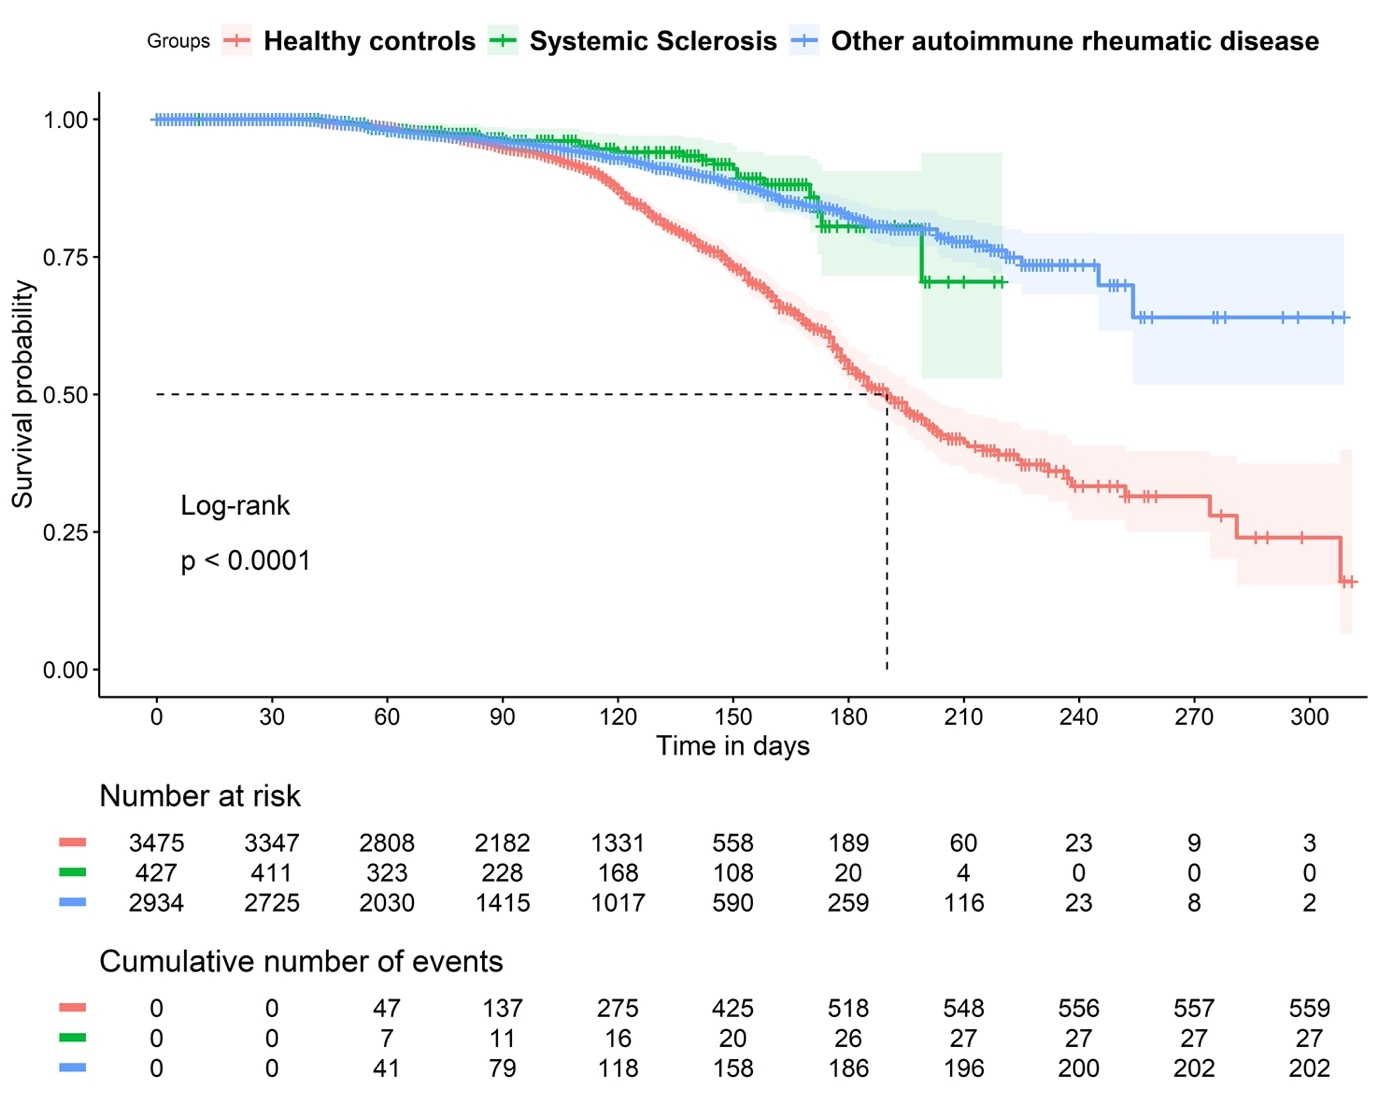 Groups Healthy controls Systemic Sclerosis Other autoimmune rheumatic disease
1.00
0.75
0.50
0.25
0.00
Survival probability
Log-rank
p < 0.0001
0 30 60 90 120 150 180 210 240 270 300
Time in days
Number at risk
3475 3347 2808 2182 1331 558 189 60 23 9 3
427 411 323 228 168 108 20 4 0 0 0
2934 2725 2030 1415 1017 590 259 116 23 8 2
Cumulative number of events
0 0 47 137 275 425 518 548 556 557 559
0 0 7 11 16 20 26 27 27 27 27
0 0 41 79 118 158 186 196 200 202 202